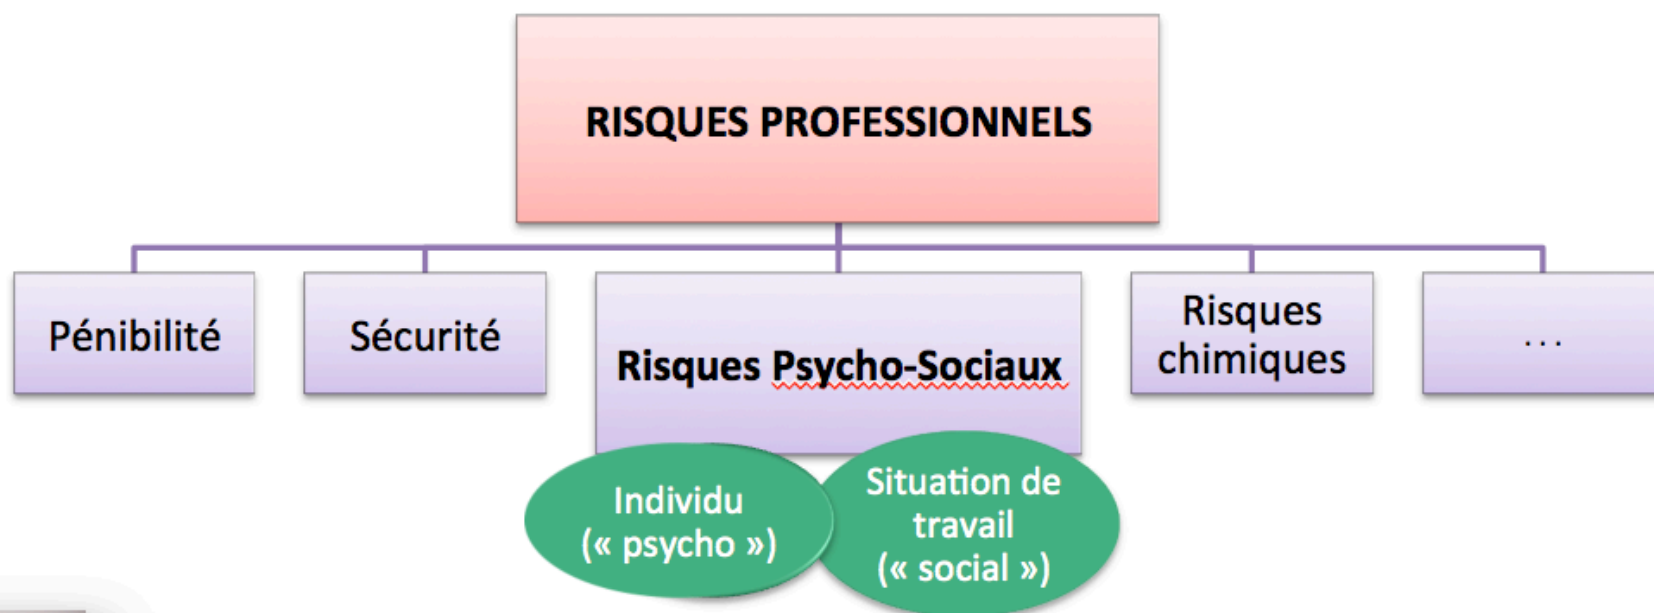 RISQUES PROFESSIONNELS
Pénibilité
Sécurité
Risques Psycho-Sociaux
Risques
chimiques
...
Individu
(« psycho »)
Situation de
travail
(« social »)